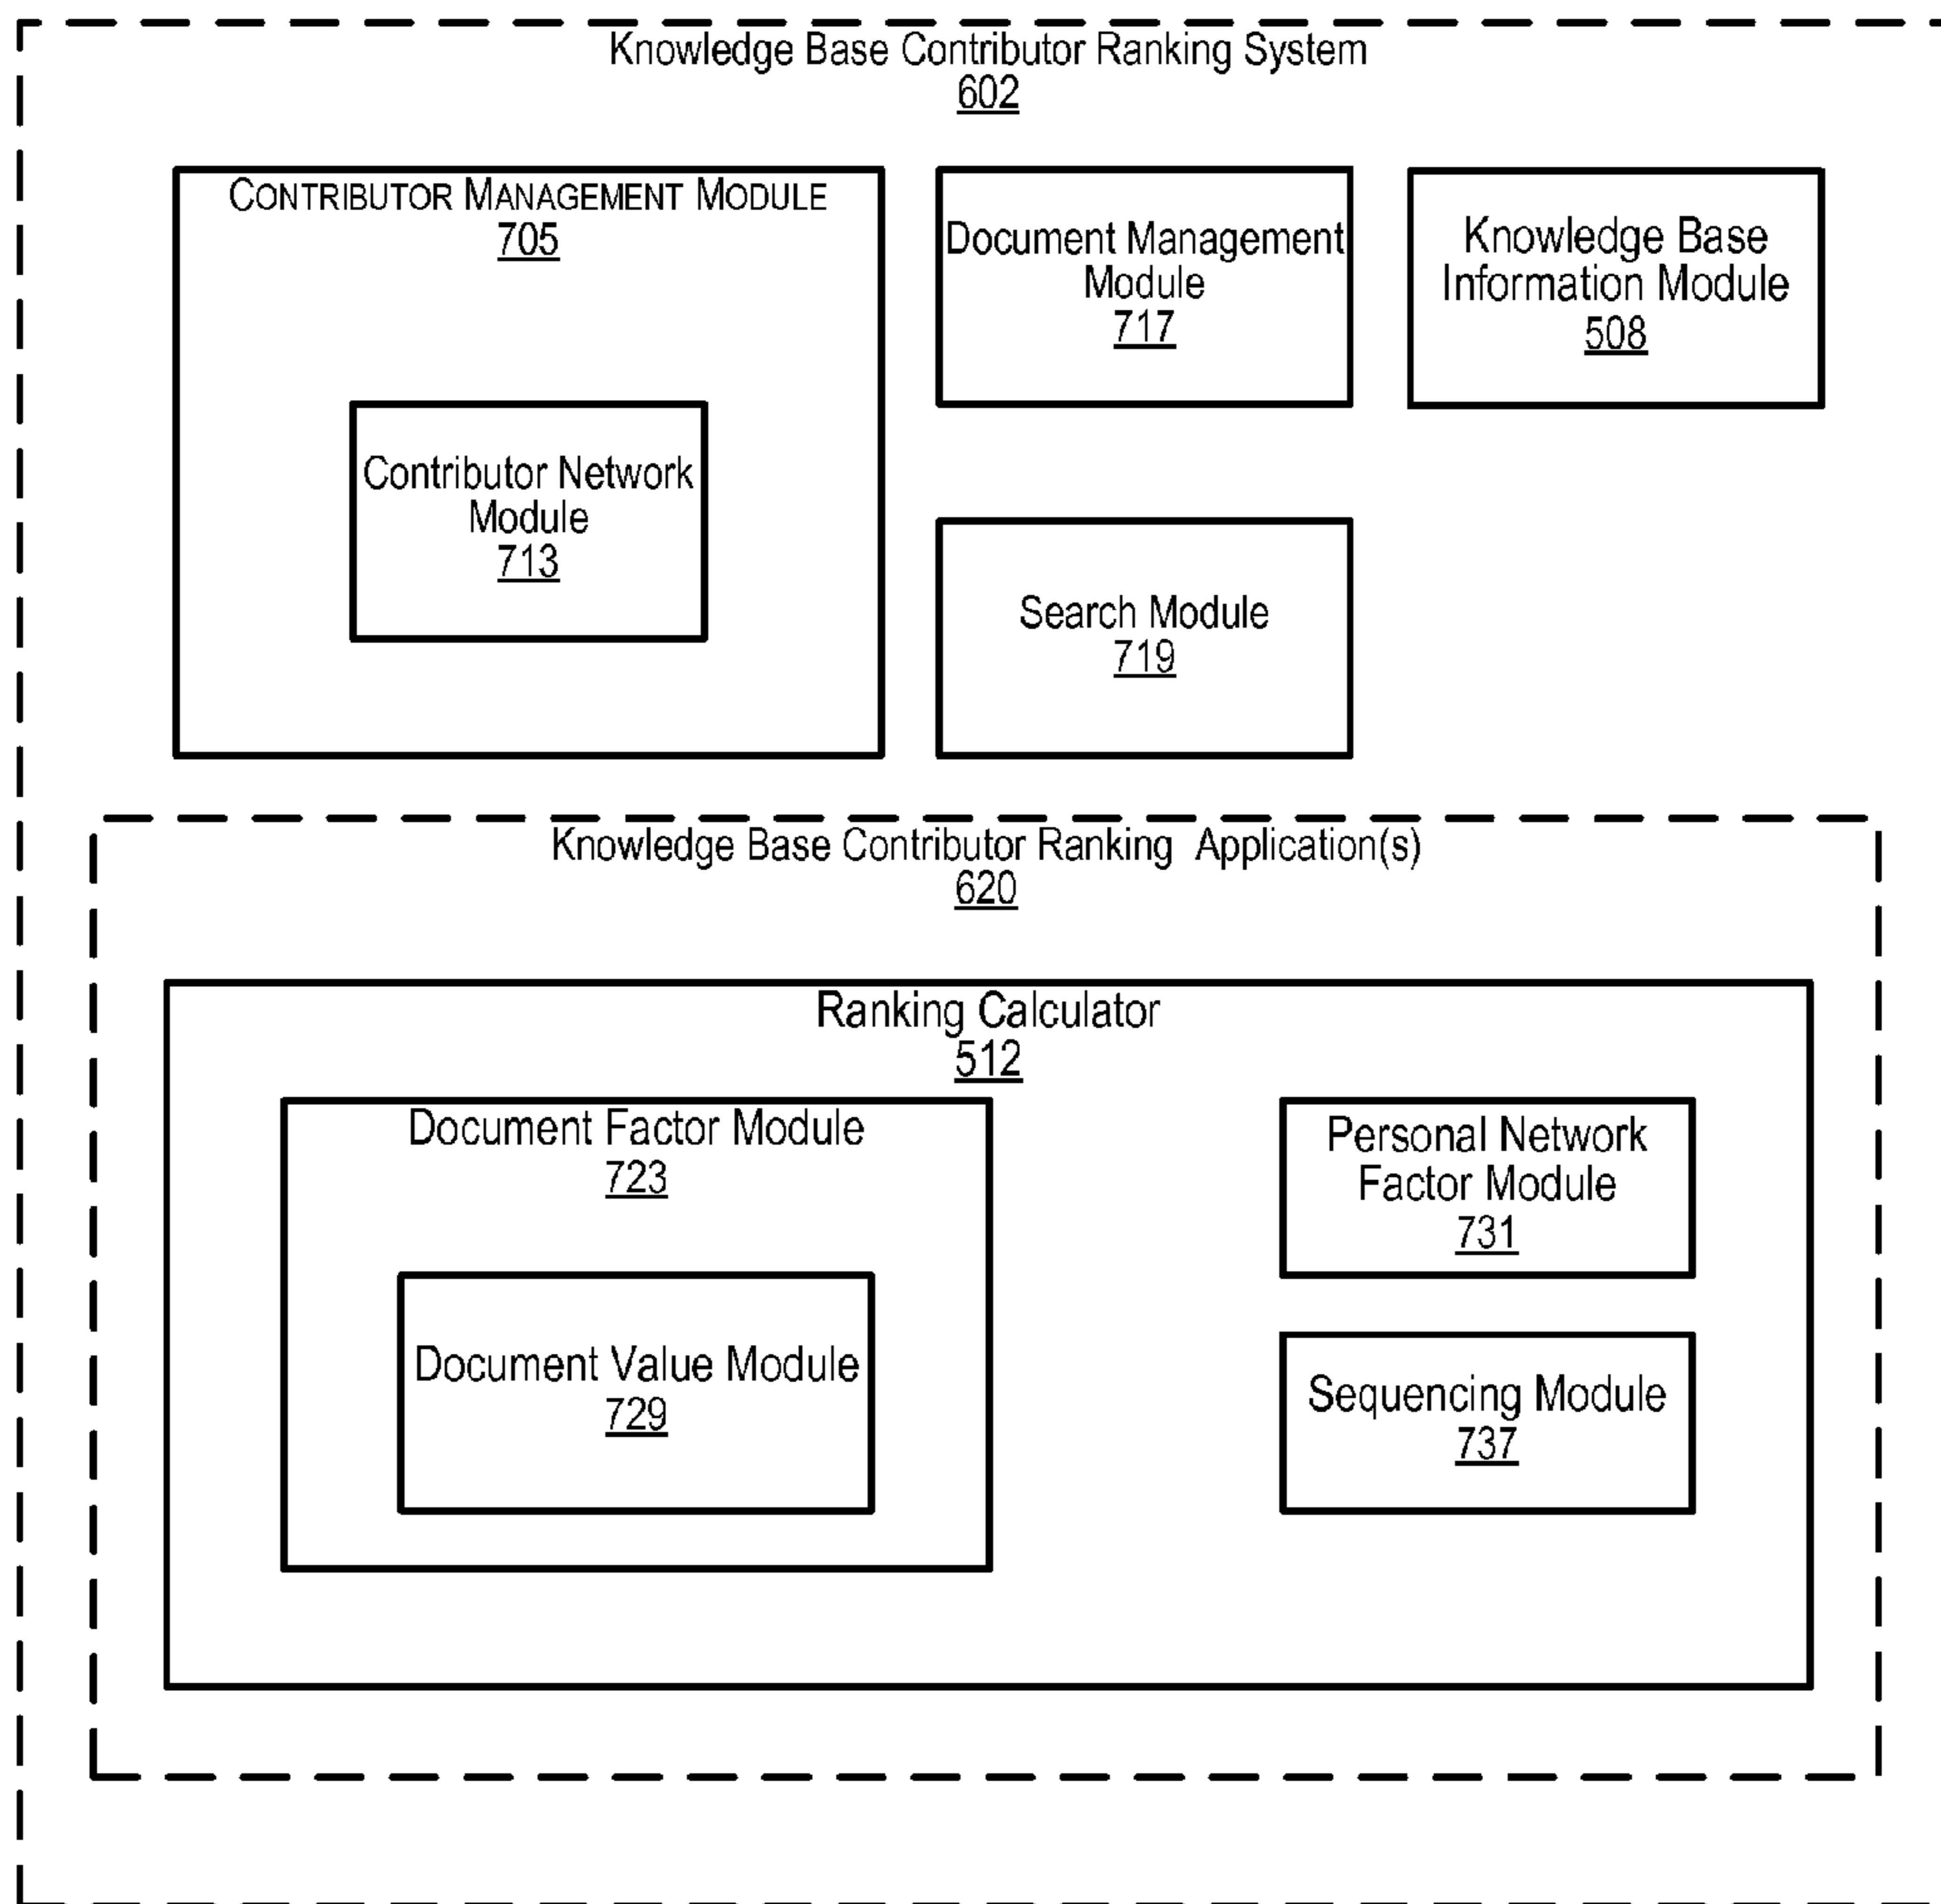 Knowledge Base Contributor Ranking System
602
CONTRIBUTOR MANAGEMENT MODULE
705
Contributor Network
Module
713
Document Management
Module
717
Knowledge Base
Information Module
508
Search Module
719
Knowledge Base Contributor Ranking Application(s)
620
Ranking Calculator
512
Document Factor Module
723
Document Value Module
729
Personal Network
Factor Module
731
Sequencing Module
737